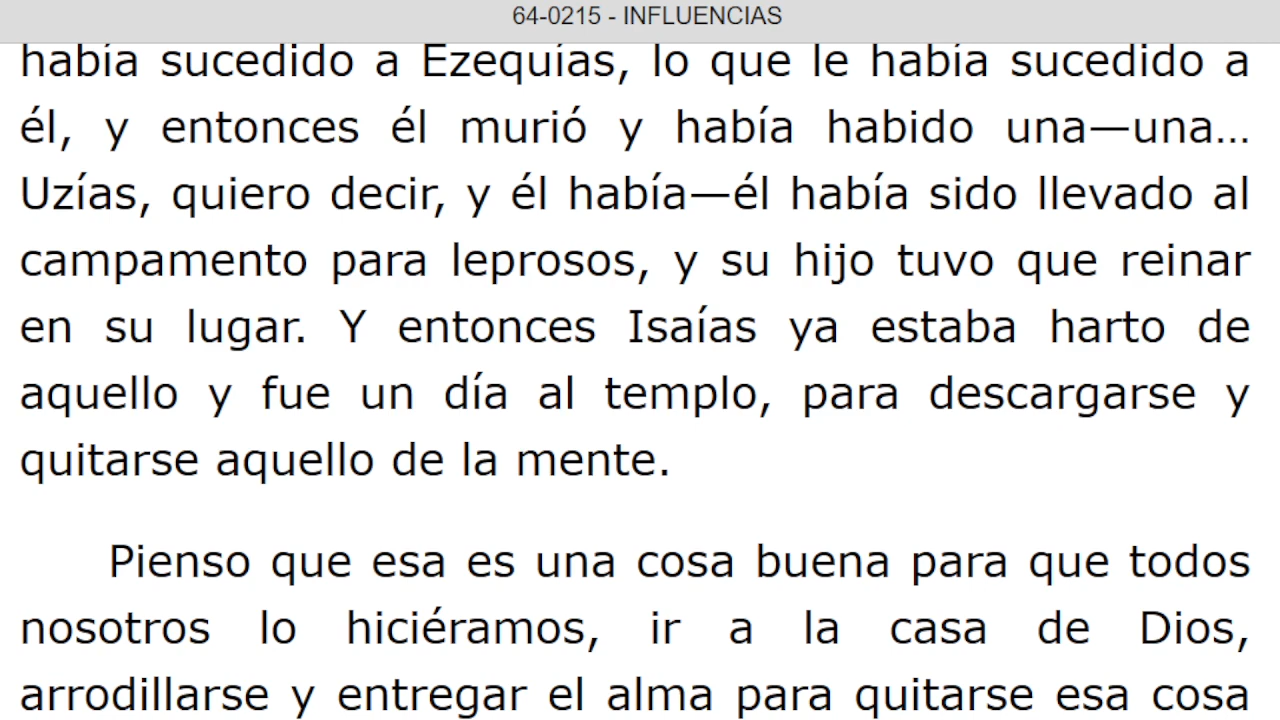 64-0215 - INFLUENCIAS
había sucedido a Ezequías, lo que le había sucedido a
él, y entonces él murió y había habido una—una...
Uzías, quiero decir, y él había—él había sido llevado al
campamento para leprosos, y su hijo tuvo que reinar
en su lugar. Y entonces Isaías ya estaba harto de
aquello y fue un día al templo, para descargarse y
quitarse aquello de la mente.
Pienso que esa es una cosa buena para que todos
nosotros lo hiciéramos, ir a la casa de Dios,
arrodillarse y entregar el alma para quitarse esa cosa